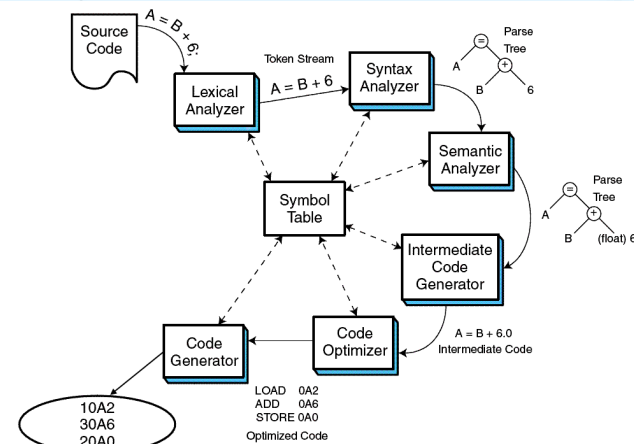 Source
Code
A = B + 6;
Lexical
Analyzer
Token Stream
A = B + 6
Syntax
Analyzer
Parse
Tree
=
A
+
B
6
Semantic
Analyzer
Parse
Tree
=
A
+
B
(float) 6
Symbol
Table
Intermediate
Code
Generator
A = B + 6.0
Intermediate Code
Code
Optimizer
Code
Generator
LOAD 0A2
ADD 0A6
STORE 0A0
Optimized Code
10A2
30A6
20A0